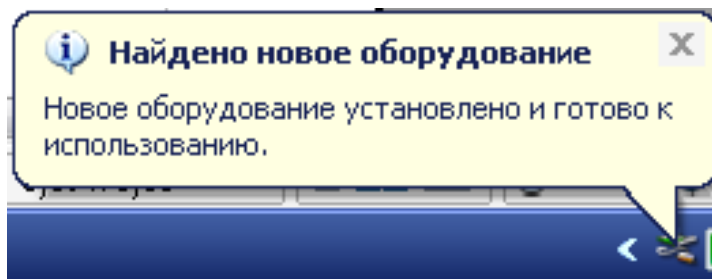 Найдено новое оборудование
Новое оборудование установлено и готово к
использованию.